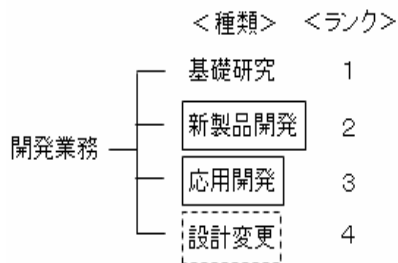 <種類> <ランク>
基礎研究 1
新製品開発 2
開発業務
応用開発 3
設計変更 4